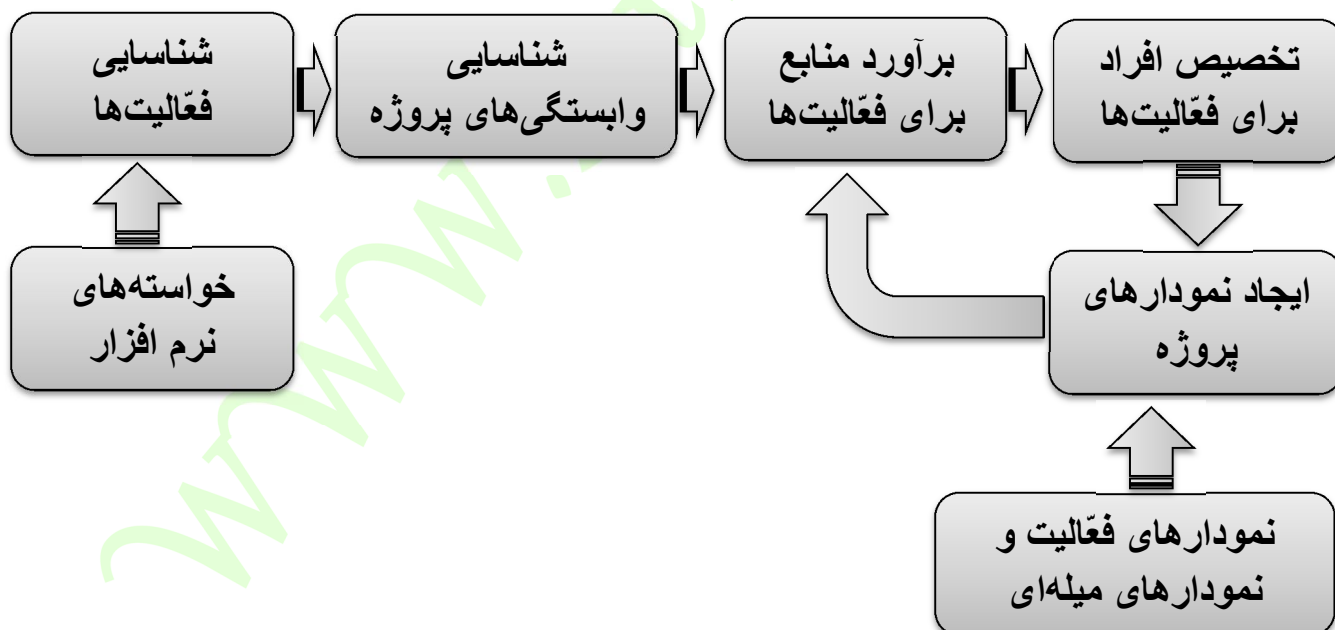 شناسایی
فعّالیت‌ها
شناسایی
وابستگی‌های پروژه
برآورد منابع
برای فعّالیت‌ها
تخصیص افراد
برای فعّالیت‌ها
خواسته‌های
نرم افزار
ایجاد نمودارهای
پروژه
نمودارهای فعّالیت و
نمودارهای میله‌ای
www.